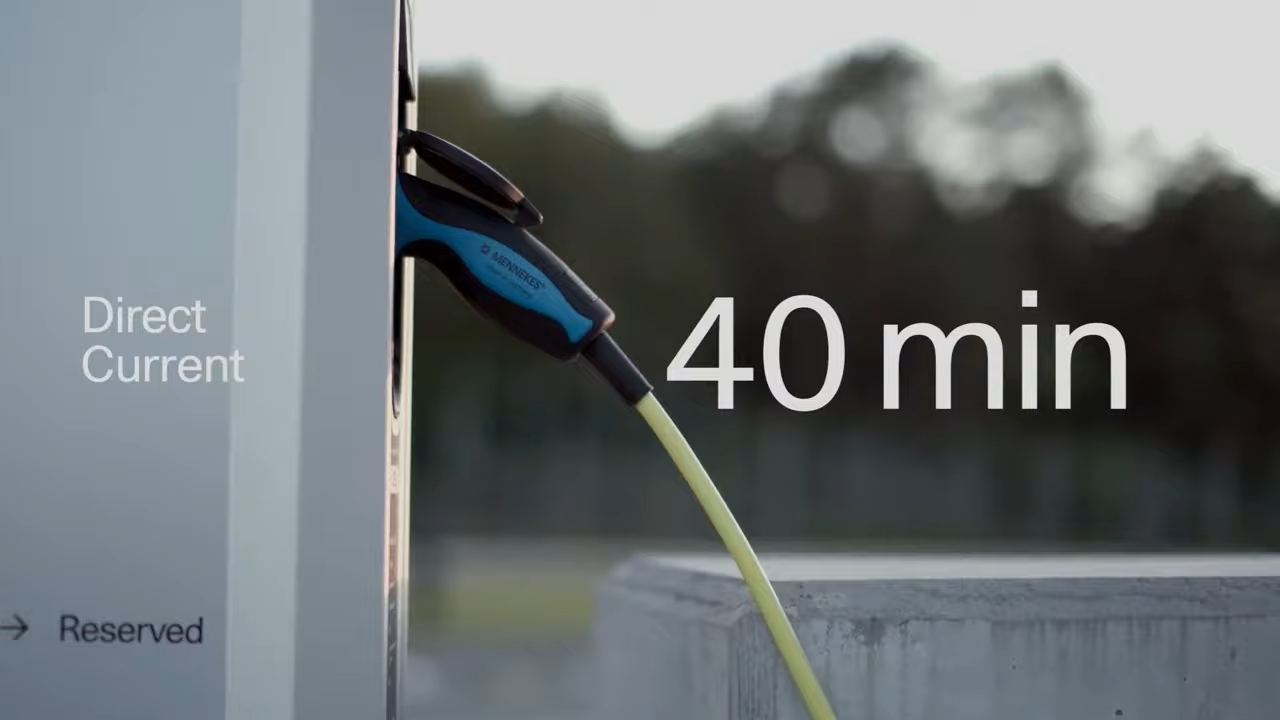 Direct
Current
MENNEKES
40 min
→ Reserved